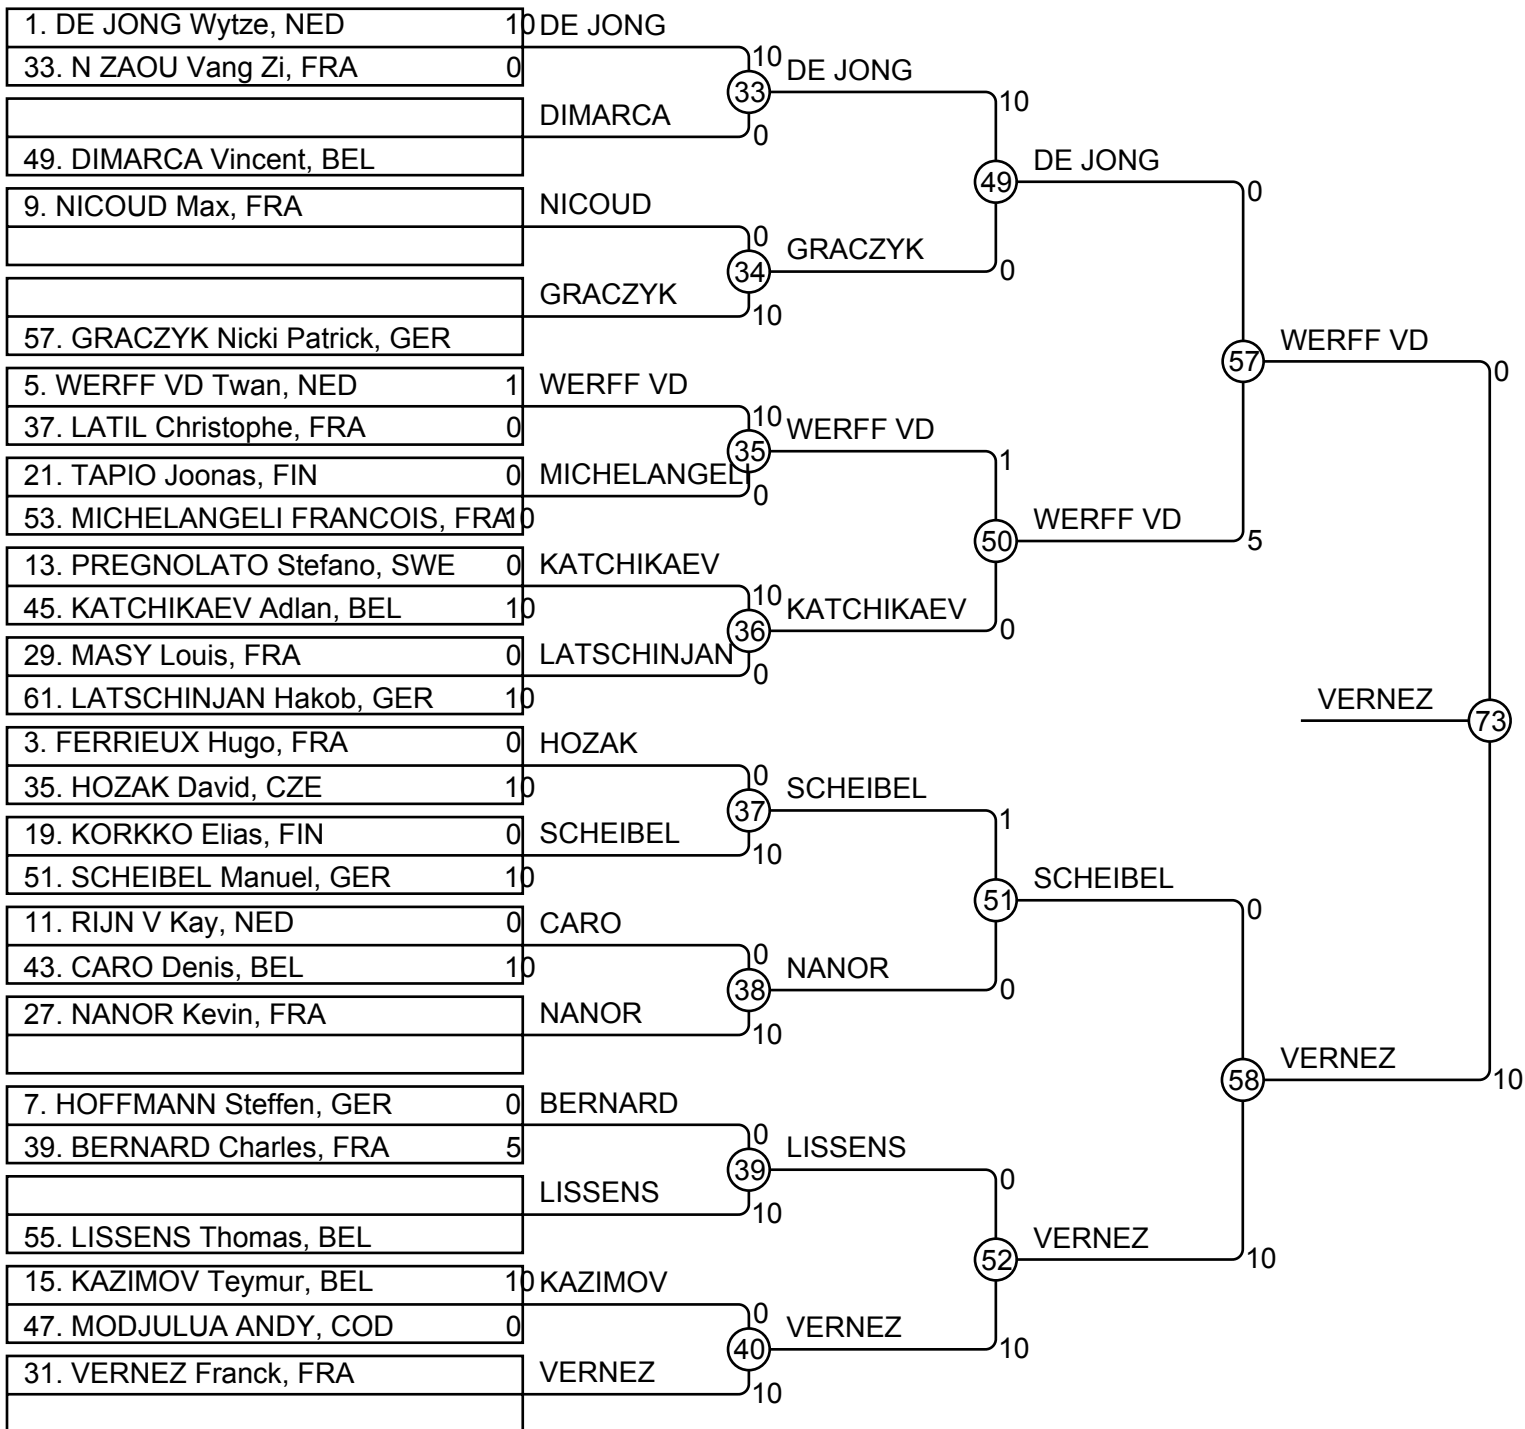 1. DE JONG Wytze, NED 10 DE JONG
10
33. N ZAOU Vang Zi, FRA 0 DE JONG
33 10
DIMARCA
0
49. DIMARCA Vincent, BEL DE JONG
49 0
9. NICOUD Max, FRA NICOUD
0
GRACZYK
34 0
GRACZYK
10
57. GRACZYK Nicki Patrick, GER WERFF VD
57 0
5. WERFF VD Twan, NED 1 WERFF VD
10
37. LATIL Christophe, FRA 0 WERFF VD
35 1
21. TAPIO Joonas, FIN 0 MICHELANGELI
0
53. MICHELANGELI FRANCOIS, FRA 10 WERFF VD
50 5
13. PREGNOLATO Stefano, SWE 0 KATCHIKAEV
10
45. KATCHIKAEV Adlan, BEL 10 KATCHIKAEV
36 0
29. MASY Louis, FRA 0 LATSCHINJAN
0
61. LATSCHINJAN Hakob, GER 10 VERNEZ
73
3. FERRIEUX Hugo, FRA 0 HOZAK
0
35. HOZAK David, CZE 10 SCHEIBEL
37 1
19. KORKKO Elias, FIN 0 SCHEIBEL
10
51. SCHEIBEL Manuel, GER 10 SCHEIBEL
51 0
11. RIJN V Kay, NED 0 CARO
0
43. CARO Denis, BEL 10 NANOR
38 0
27. NANOR Kevin, FRA NANOR
10
VERNEZ
58 10
7. HOFFMANN Steffen, GER 0 BERNARD
0
39. BERNARD Charles, FRA 5 LISSENS
39 0
LISSENS
10
55. LISSENS Thomas, BEL VERNEZ
52 10
15. KAZIMOV Teymur, BEL 10 KAZIMOV
0
47. MODJULUA ANDY, COD 0 VERNEZ
40 10
31. VERNEZ Franck, FRA VERNEZ
10